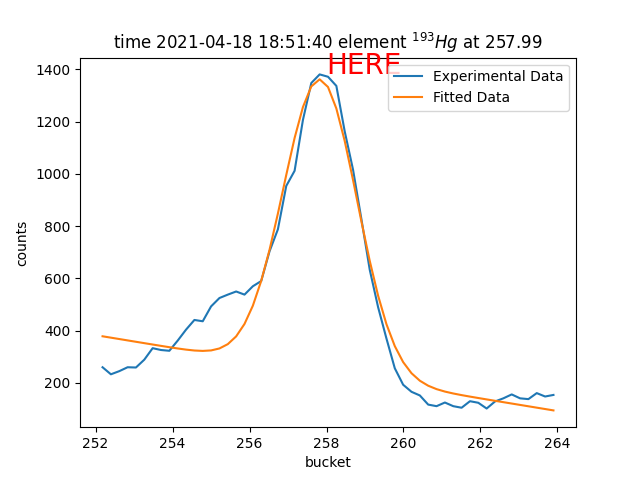 time 2021-04-18 18:51:40 element ¹⁹³Hg at 257.99
HERE
Experimental Data
Fitted Data
1400
1200
1000
800
600
400
200
counts
252 254 256 258 260 262 264
bucket